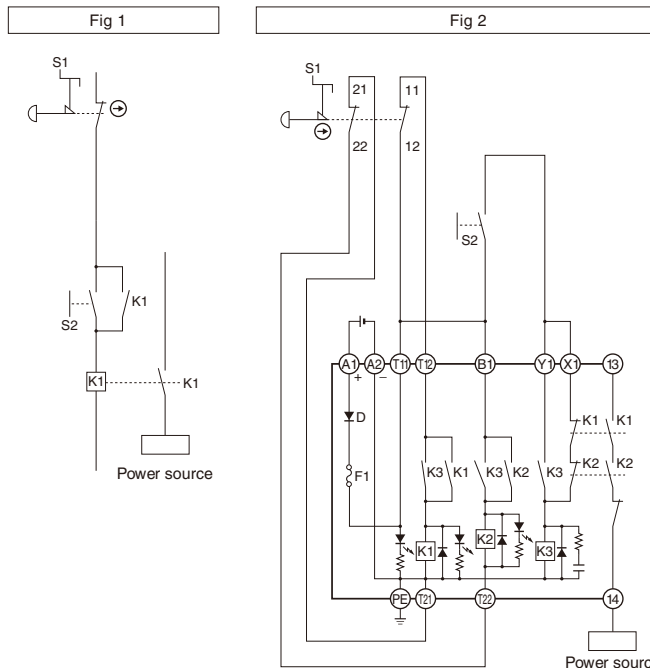 Fig 1
S1
S2
K1
K1
K1
Power source
Fig 2
S1
21
11
22
12
S2
A1
A2
T11
T12
B1
Y1
X1
13
+
−
D
F1
K3
K1
K3
K2
K3
K1
K1
K2
K2
K1
K2
K3
PE
T21
T22
14
Power source